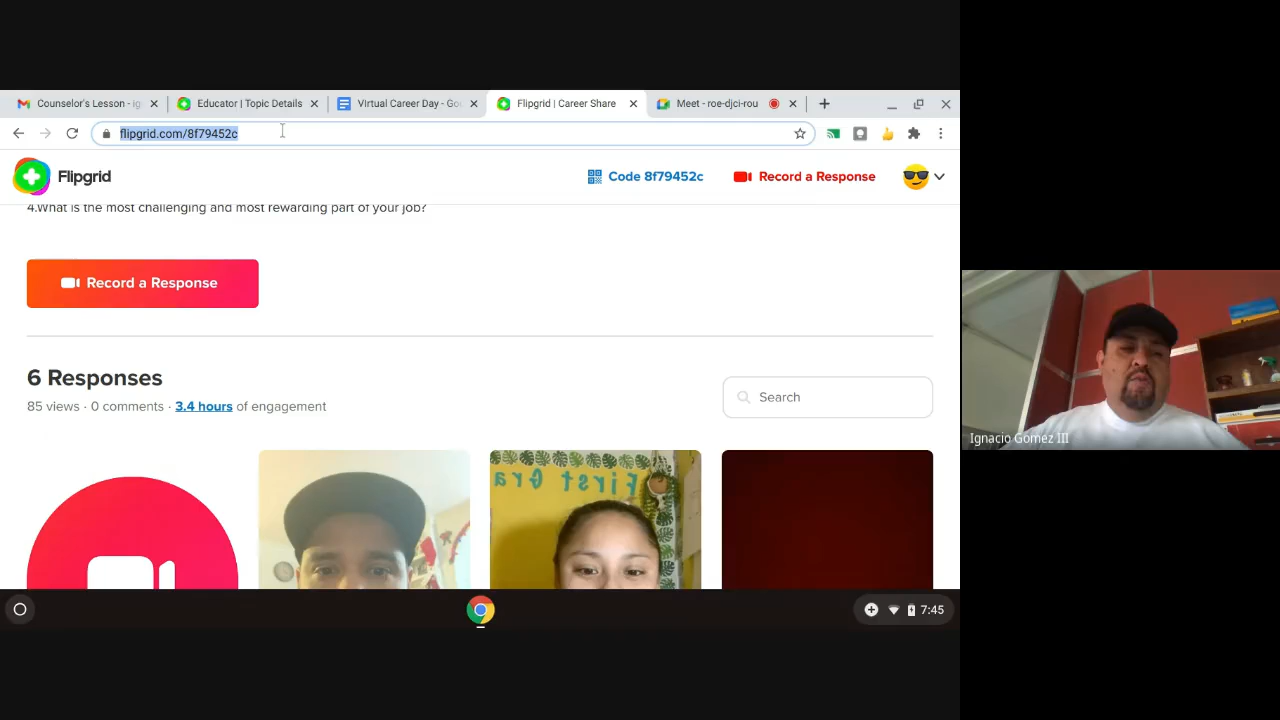 Counselor's Lesson - ig
Educator | Topic Details
Virtual Career Day - Go
Flipgrid | Career Share
Meet - roe-djci-rou
flipgrid.com/8f79452c
Flipgrid
Code 8f79452c
Record a Response
4.What is the most challenging and most rewarding part of your job?
Record a Response
6 Responses
85 views · 0 comments · 3.4 hours of engagement
Search
First Gra
Ignacio Gomez III
7:45